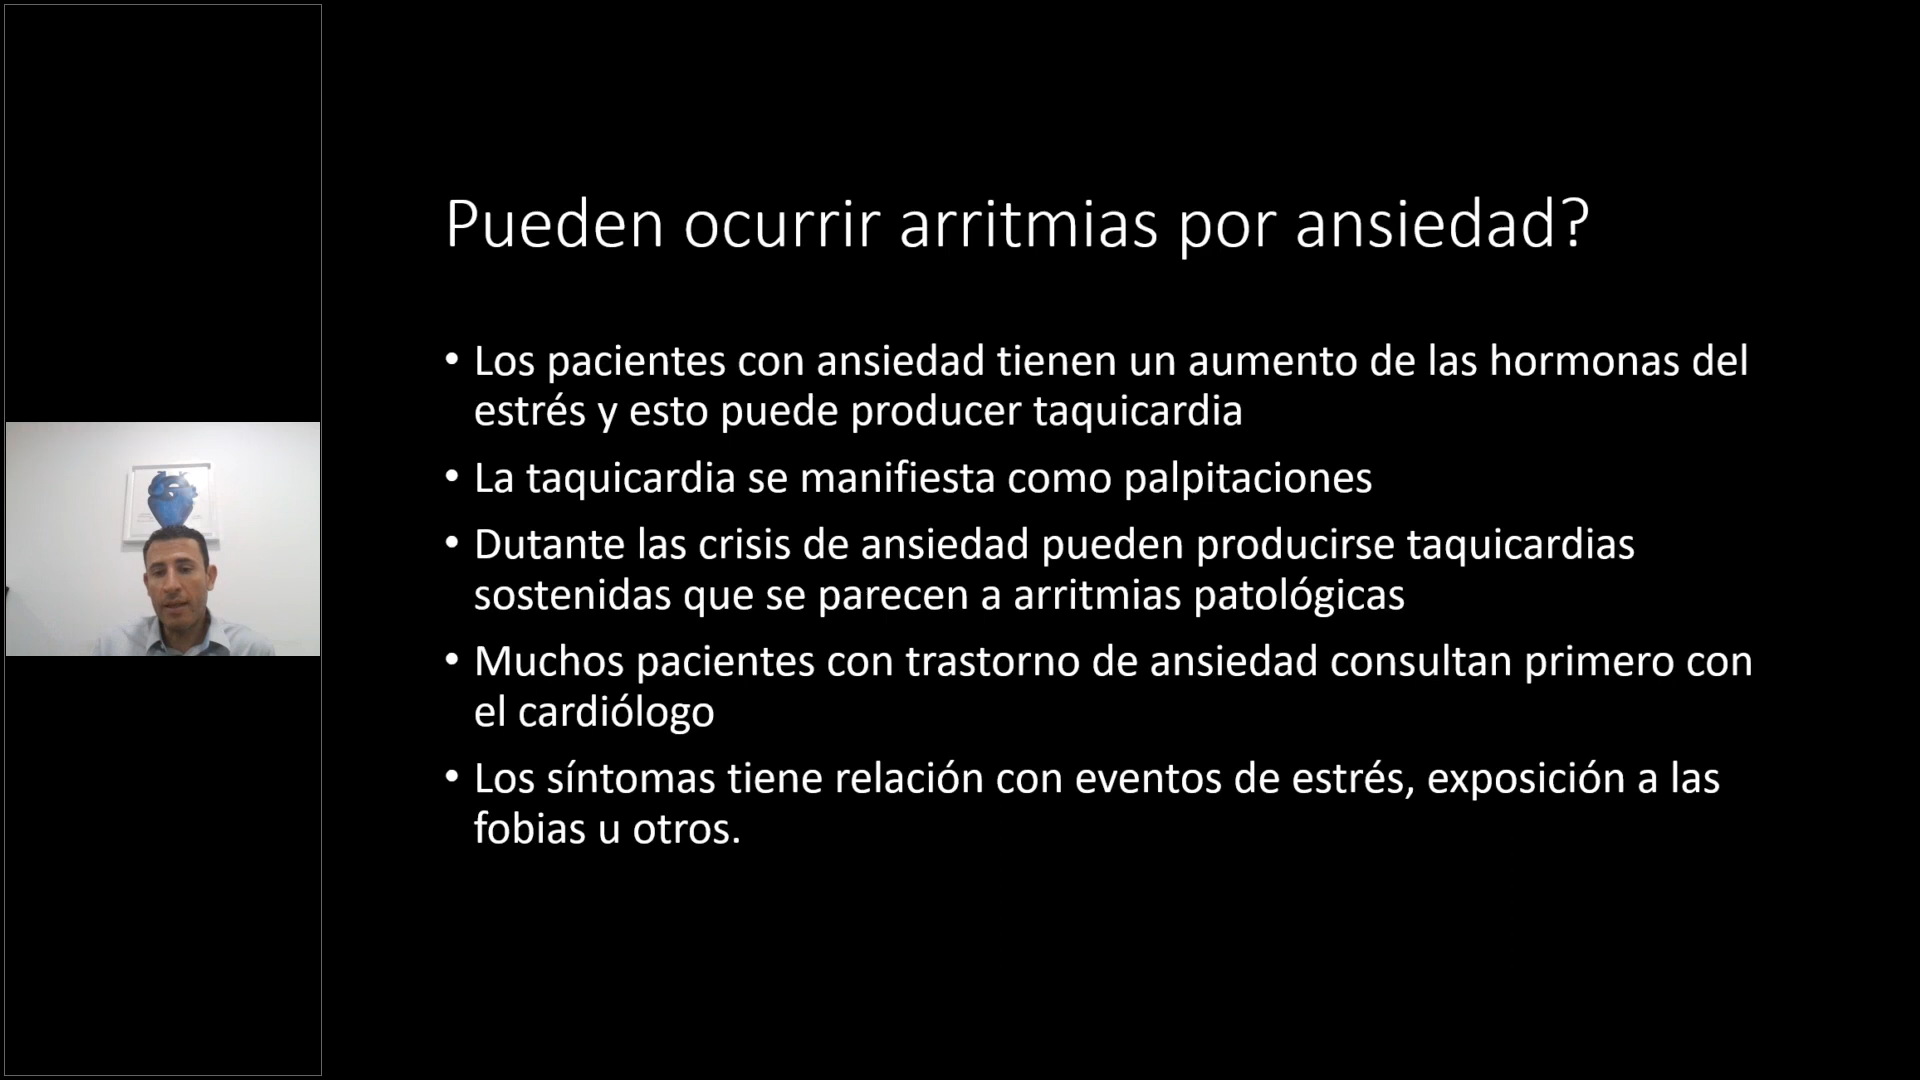 Pueden ocurrir arritmias por ansiedad?
• Los pacientes con ansiedad tienen un aumento de las hormonas del
estrés y esto puede producer taquicardia
• La taquicardia se manifiesta como palpitaciones
• Dutante las crisis de ansiedad pueden producirse taquicardias
sostenidas que se parecen a arritmias patológicas
• Muchos pacientes con trastorno de ansiedad consultan primero con
el cardiólogo
• Los síntomas tiene relación con eventos de estrés, exposición a las
fobias u otros.